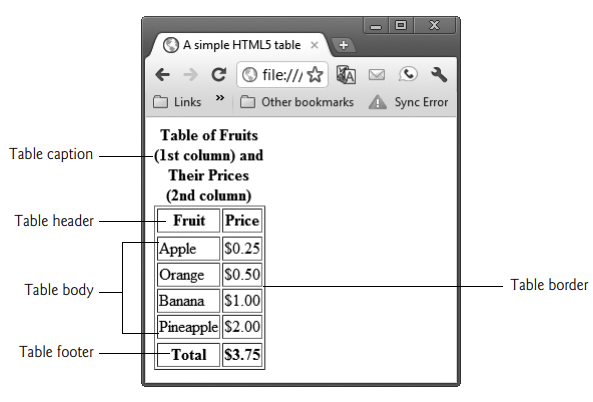 A simple HTML5 table
file:///
Links » Other bookmarks Sync Error
Table of Fruits
Table caption
(1st column) and
Their Prices
(2nd column)
Table header
Fruit Price
Apple $0.25
Orange $0.50
Table body
Table border
Banana $1.00
Pineapple $2.00
Table footer
Total $3.75